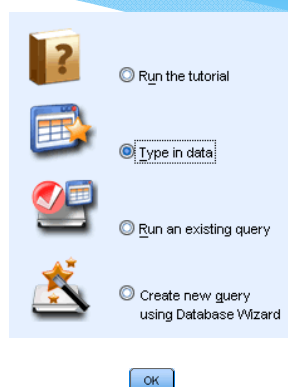 Run the tutorial
Type in data
Run an existing query
Create new query
using Database Wizard
OK